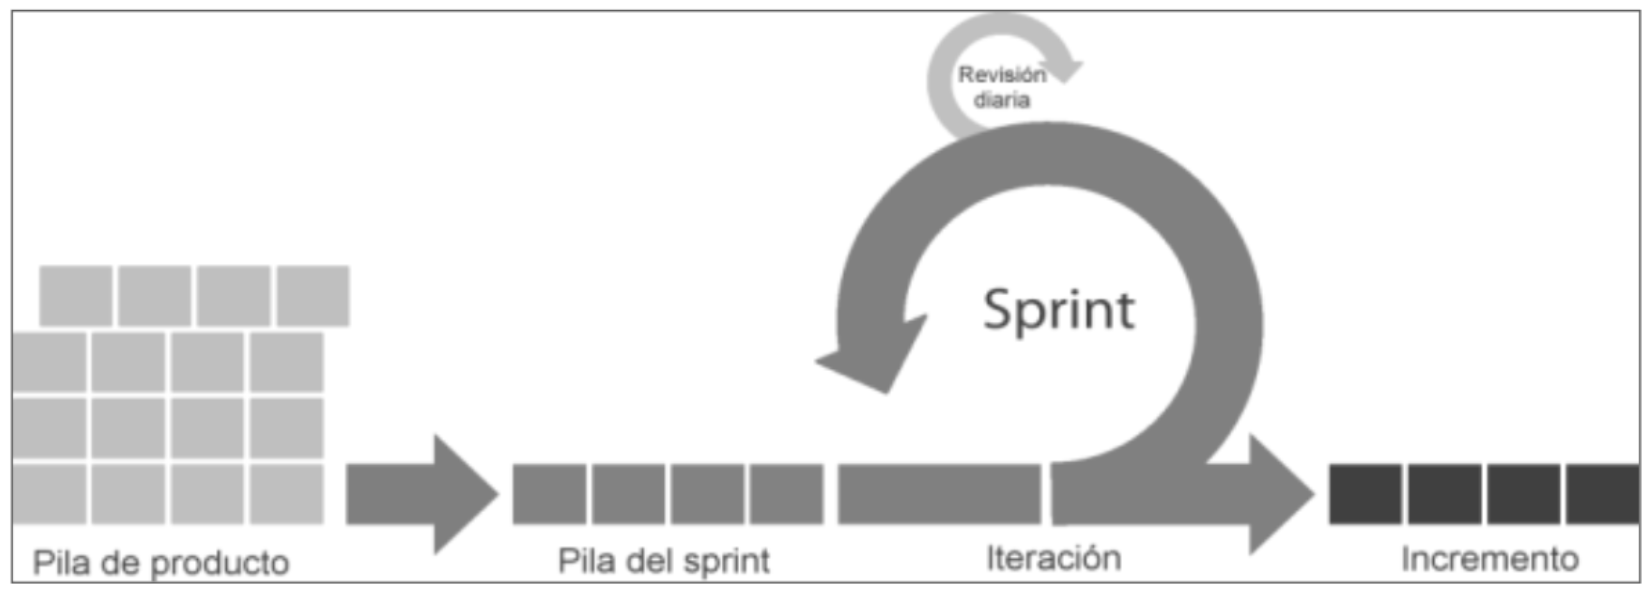 Revisión
diaria
Sprint
Pila de producto
Pila del sprint
Iteración
Incremento